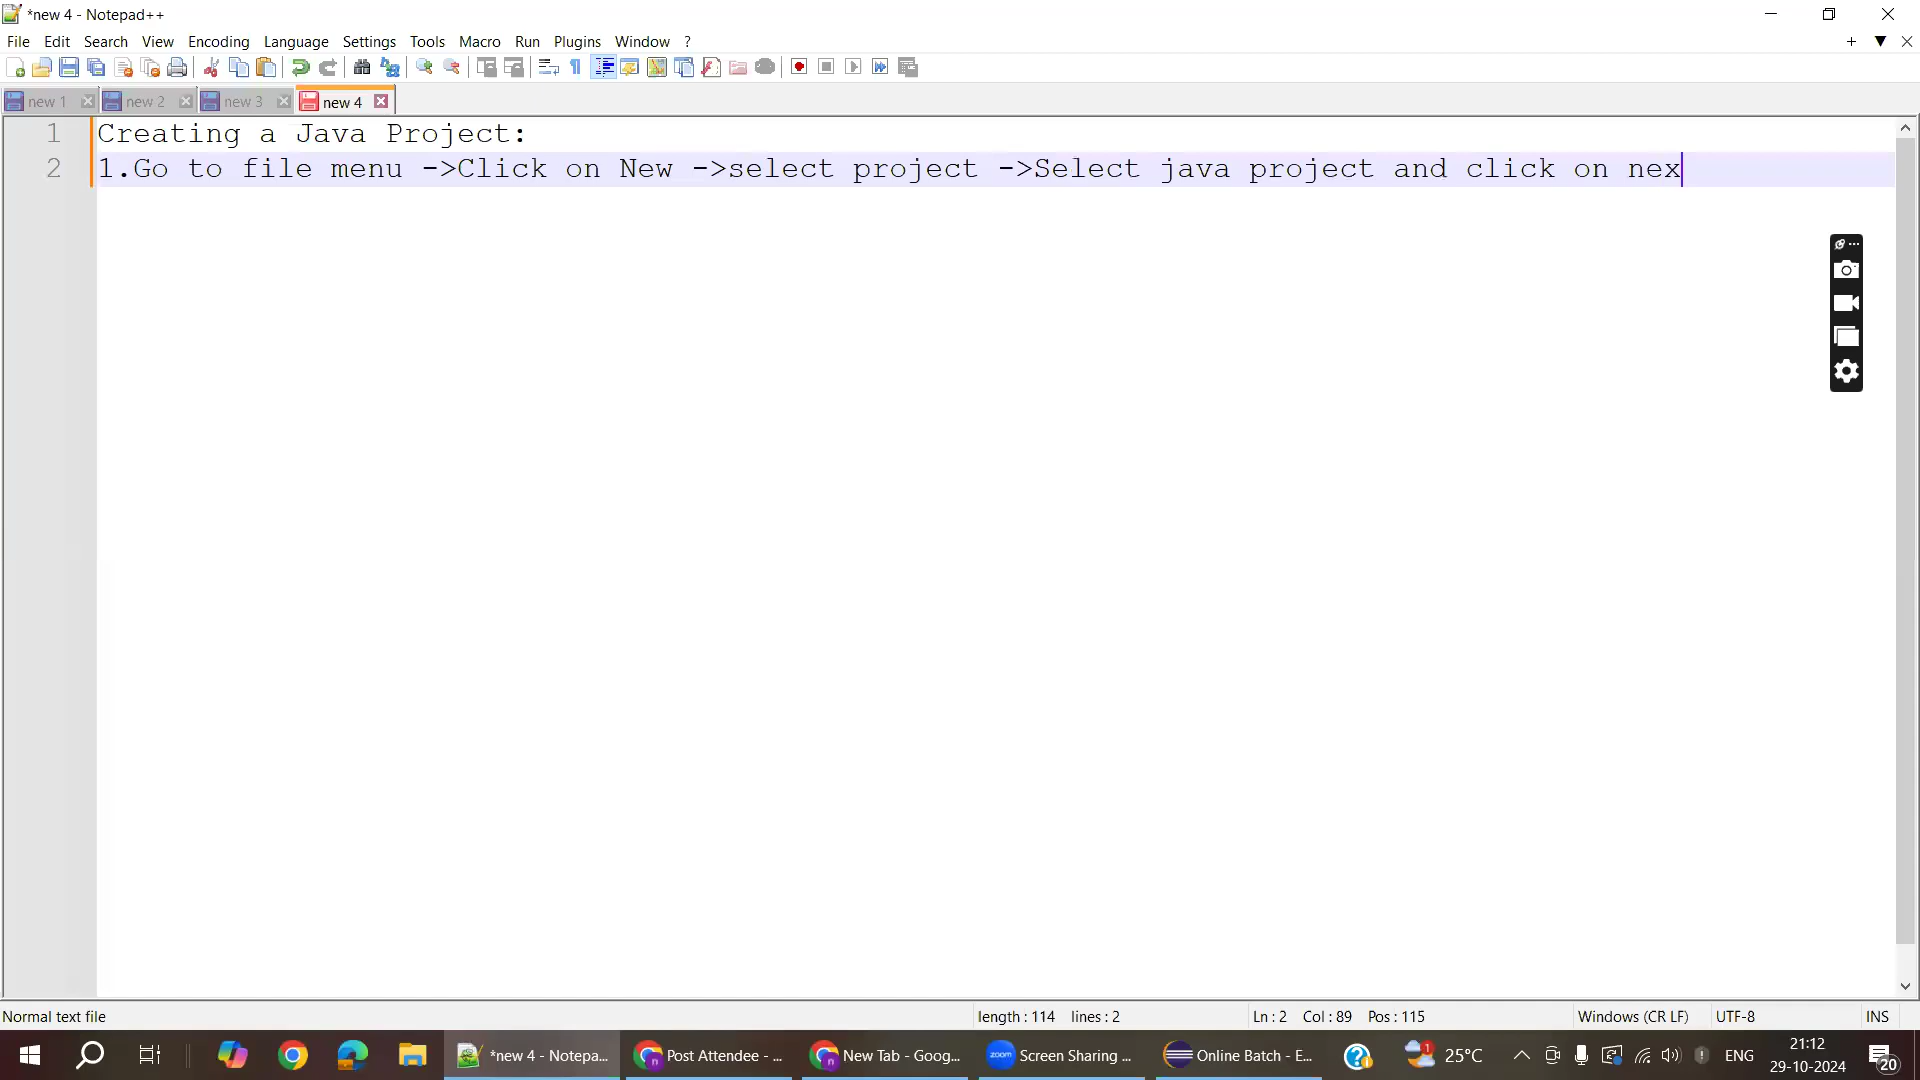 *new 4 - Notepad++
File Edit Search View Encoding Language Settings Tools Macro Run Plugins Window ?
new 1 new 2 new 3 new 4
1 Creating a Java Project:
2 1.Go to file menu ->Click on New ->select project ->Select java project and click on nex
Normal text file length : 114 lines : 2 Ln : 2 Col : 89 Pos : 115 Windows (CR LF) UTF-8 INS
*new 4 - Notepa... Post Attendee - ... New Tab - Goog... zoom Screen Sharing ... Online Batch - E... 1 25°C ENG 21:12 20
29-10-2024